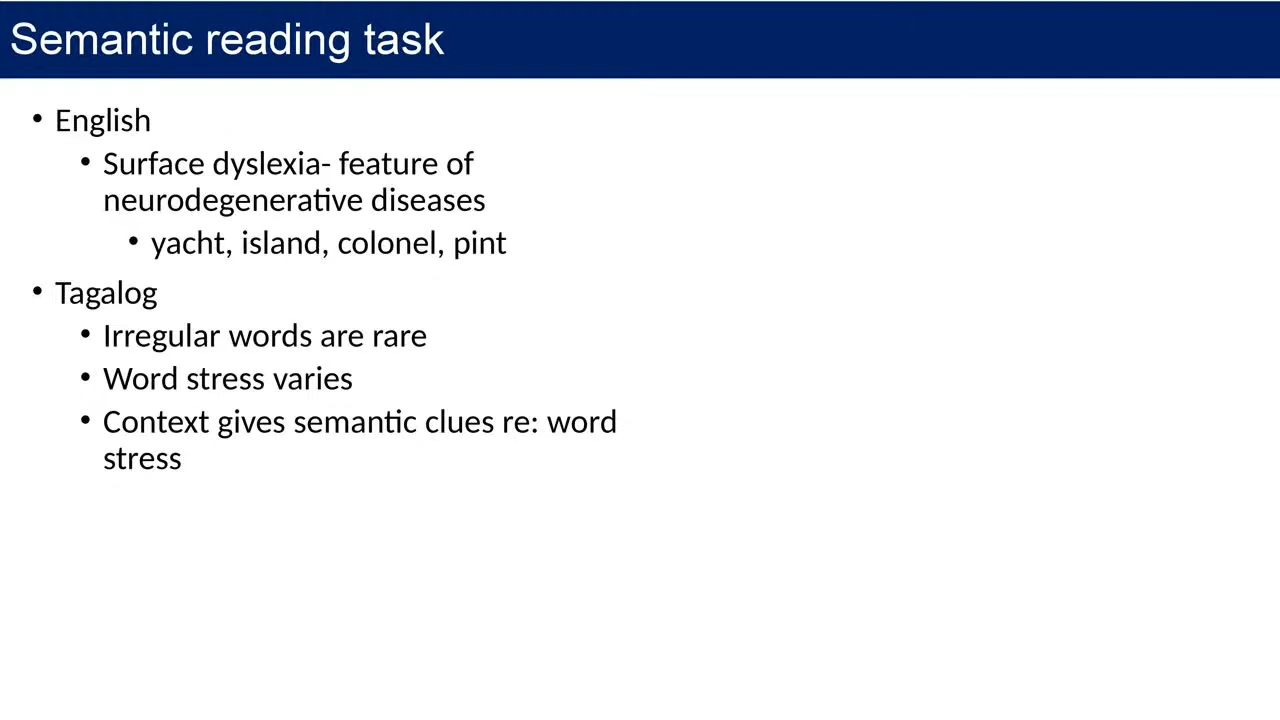 Semantic reading task
• English
• Surface dyslexia- feature of
neurodegenerative diseases
• yacht, island, colonel, pint
• Tagalog
• Irregular words are rare
• Word stress varies
• Context gives semantic clues re: word
stress